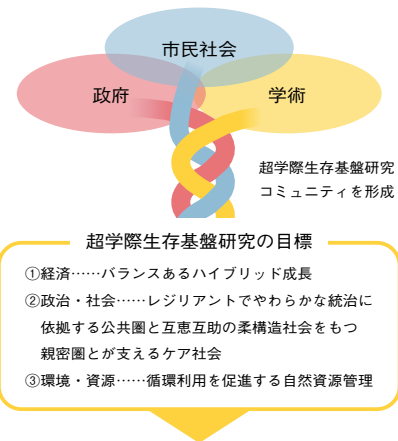 市民社会
政府
学術
超学際生存基盤研究
コミュニティを形成
超学際生存基盤研究の目標
①経済……バランスあるハイブリッド成長
②政治・社会……レジリアントでやわらかな統治に
依拠する公共圏と互恵互助の柔構造社会をもつ
親密圏とが支えるケア社会
③環境・資源……循環利用を促進する自然資源管理